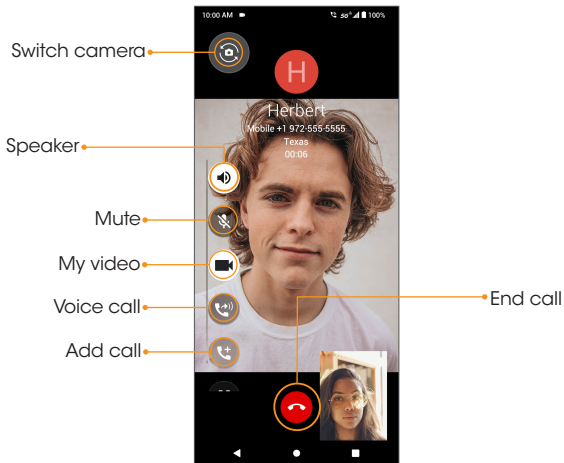 10:00 AM
5G 100%
Switch camera
H
Herbert
Mobile +1 972-555-5555
Texas
00:06
Speaker
Mute
My video
Voice call
Add call
End call